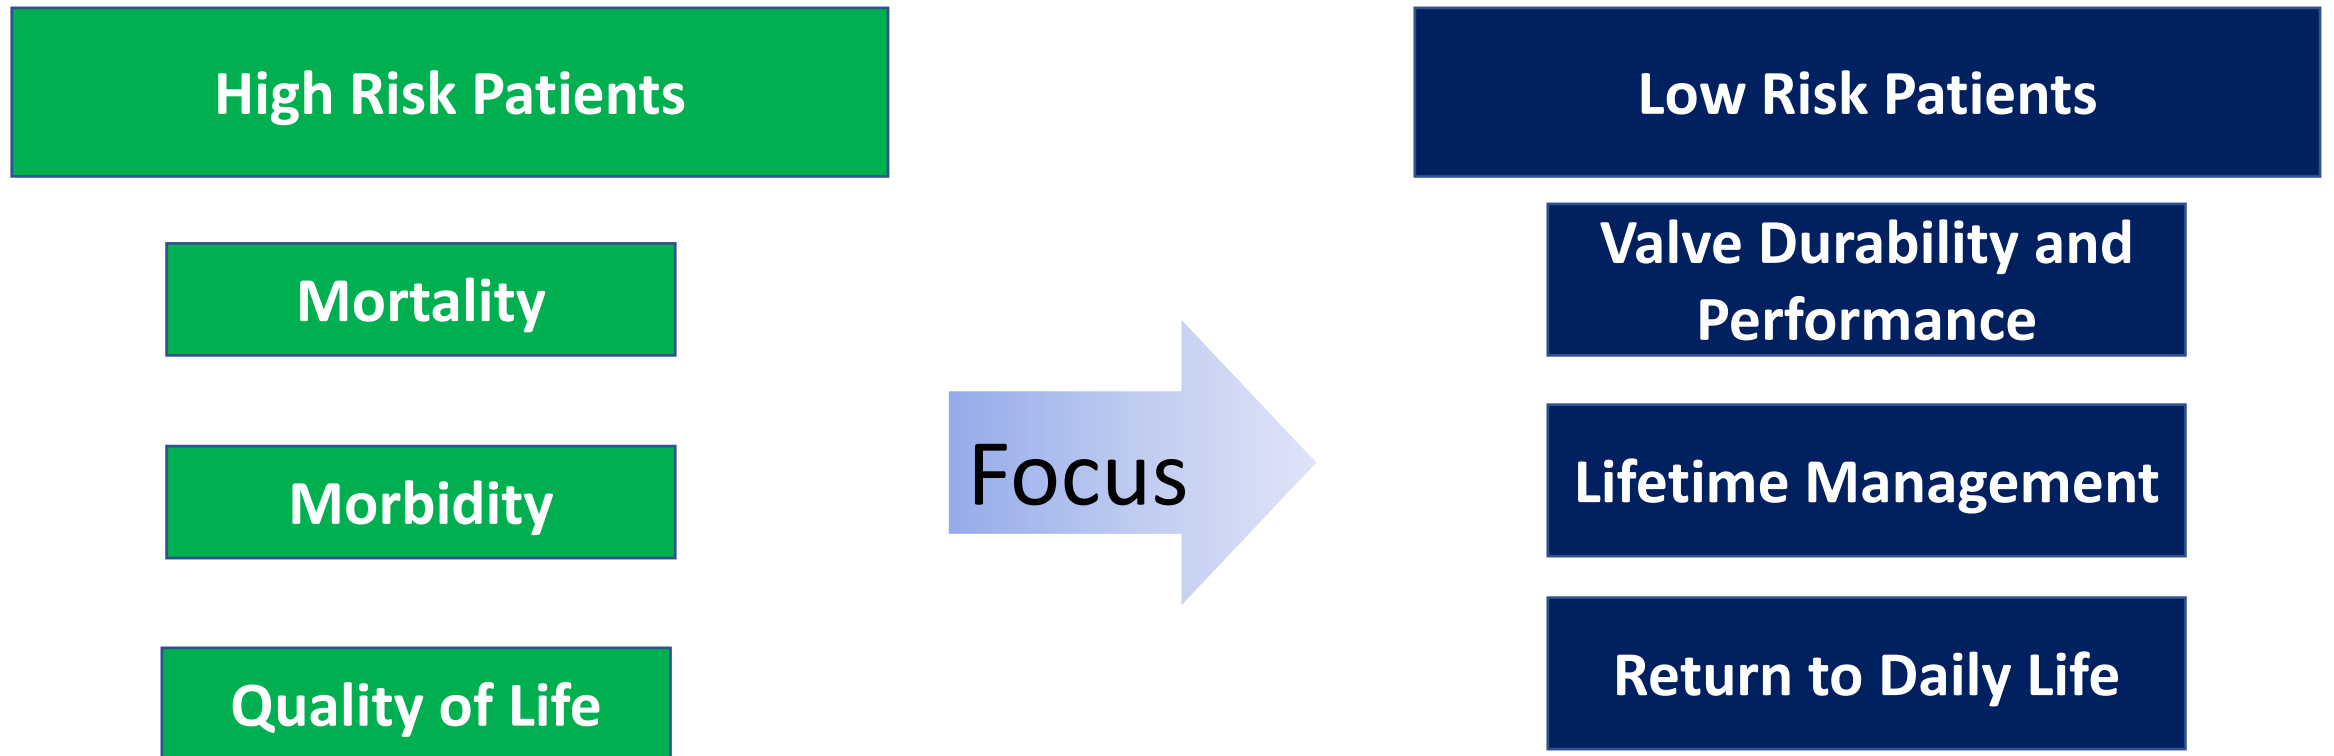 High Risk Patients
Mortality
Morbidity
Quality of Life
Focus
Low Risk Patients
Valve Durability and
Performance
Lifetime Management
Return to Daily Life